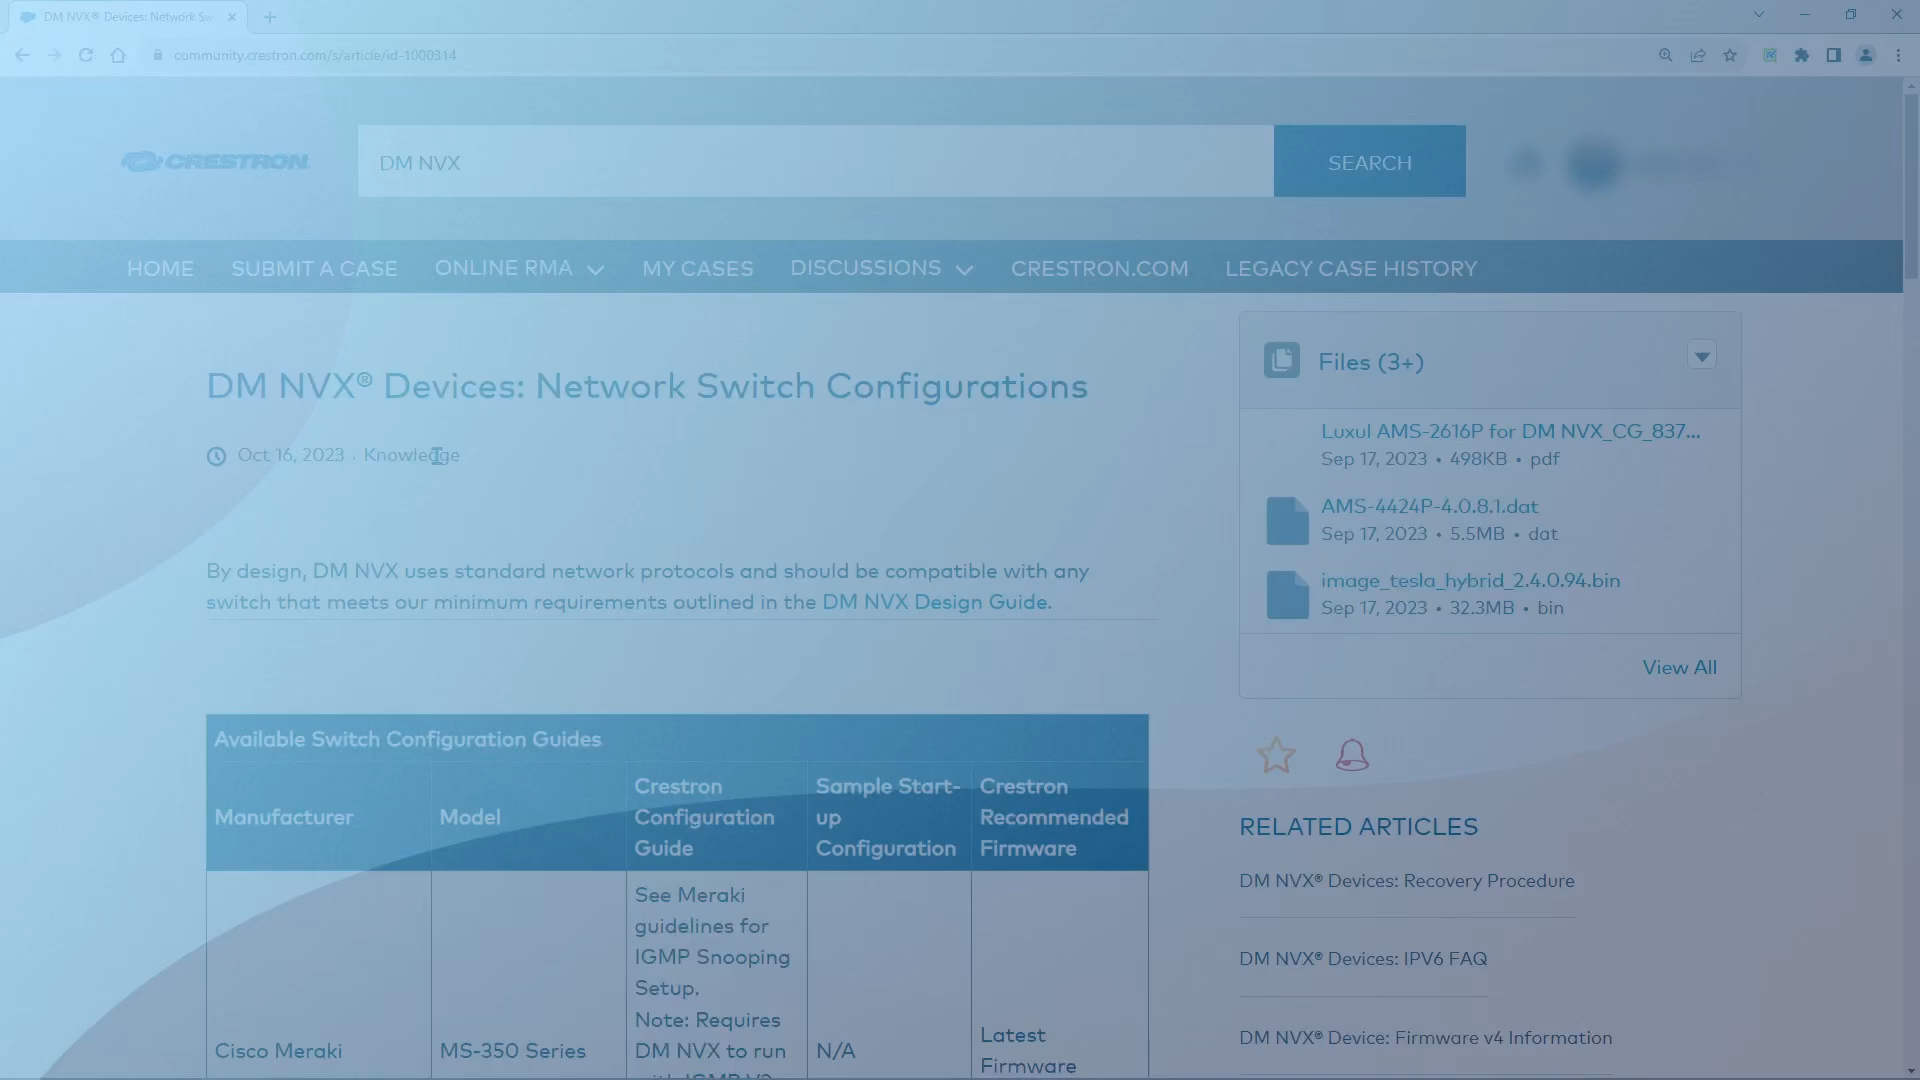 DM NVX® Devices: Network Sw
community.crestron.com/s/article/id-1000314
CRESTRON
DM NVX
SEARCH
HOME SUBMIT A CASE ONLINE RMA MY CASES DISCUSSIONS CRESTRON.COM LEGACY CASE HISTORY
DM NVX® Devices: Network Switch Configurations
Oct 16, 2023 . Knowledge
By design, DM NVX uses standard network protocols and should be compatible with any
switch that meets our minimum requirements outlined in the DM NVX Design Guide.
Available Switch Configuration Guides
Manufacturer
Model
Crestron
Configuration
Guide
Sample Start-
up
Configuration
Crestron
Recommended
Firmware
Cisco Meraki
MS-350 Series
See Meraki
guidelines for
IGMP Snooping
Setup.
Note: Requires
DM NVX to run
N/A
Latest
Firmware
Files (3+)
Luxul AMS-2616P for DM NVX_CG_837...
Sep 17, 2023 • 498KB • pdf
AMS-4424P-4.0.8.1.dat
Sep 17, 2023 • 5.5MB • dat
image_tesla_hybrid_2.4.0.94.bin
Sep 17, 2023 • 32.3MB • bin
View All
RELATED ARTICLES
DM NVX® Devices: Recovery Procedure
DM NVX® Devices: IPV6 FAQ
DM NVX® Device: Firmware v4 Information